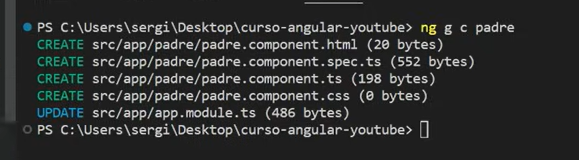 PS C:\Users\sergi\Desktop\curso-angular-youtube> ng g c padre
CREATE src/app/padre/padre.component.html (20 bytes)
CREATE src/app/padre/padre.component.spec.ts (552 bytes)
CREATE src/app/padre/padre.component.ts (198 bytes)
CREATE src/app/padre/padre.component.css (0 bytes)
UPDATE src/app/app.module.ts (486 bytes)
PS C:\Users\sergi\Desktop\curso-angular-youtube>